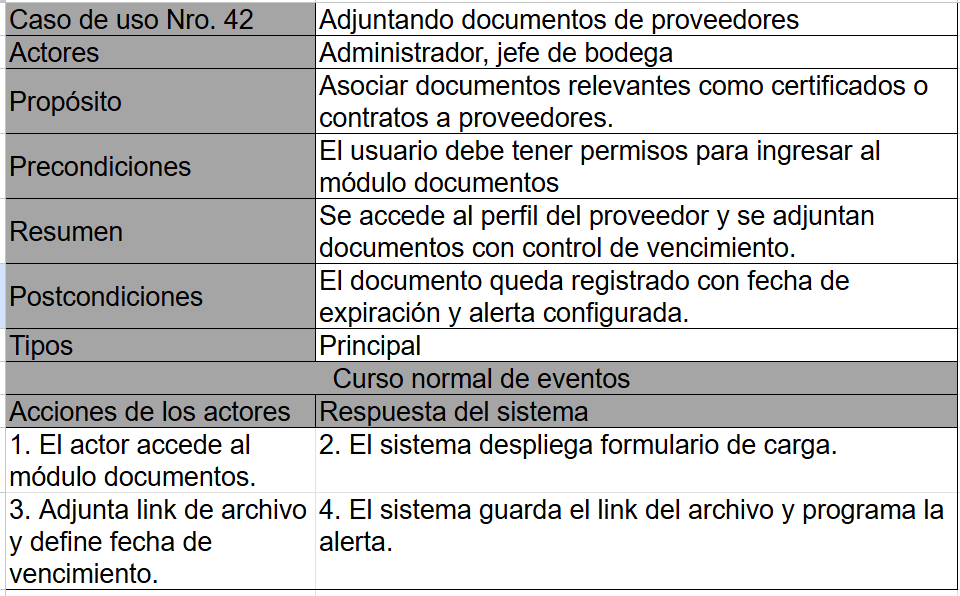 Caso de uso Nro. 42
Adjuntando documentos de proveedores
Actores
Administrador, jefe de bodega
Propósito
Asociar documentos relevantes como certificados o
contratos a proveedores.
Precondiciones
El usuario debe tener permisos para ingresar al
módulo documentos
Resumen
Se accede al perfil del proveedor y se adjuntan
documentos con control de vencimiento.
Postcondiciones
El documento queda registrado con fecha de
expiración y alerta configurada.
Tipos
Principal
Curso normal de eventos
Acciones de los actores
Respuesta del sistema
1. El actor accede al
módulo documentos.
2. El sistema despliega formulario de carga.
3. Adjunta link de archivo
y define fecha de
vencimiento.
4. El sistema guarda el link del archivo y programa la
alerta.